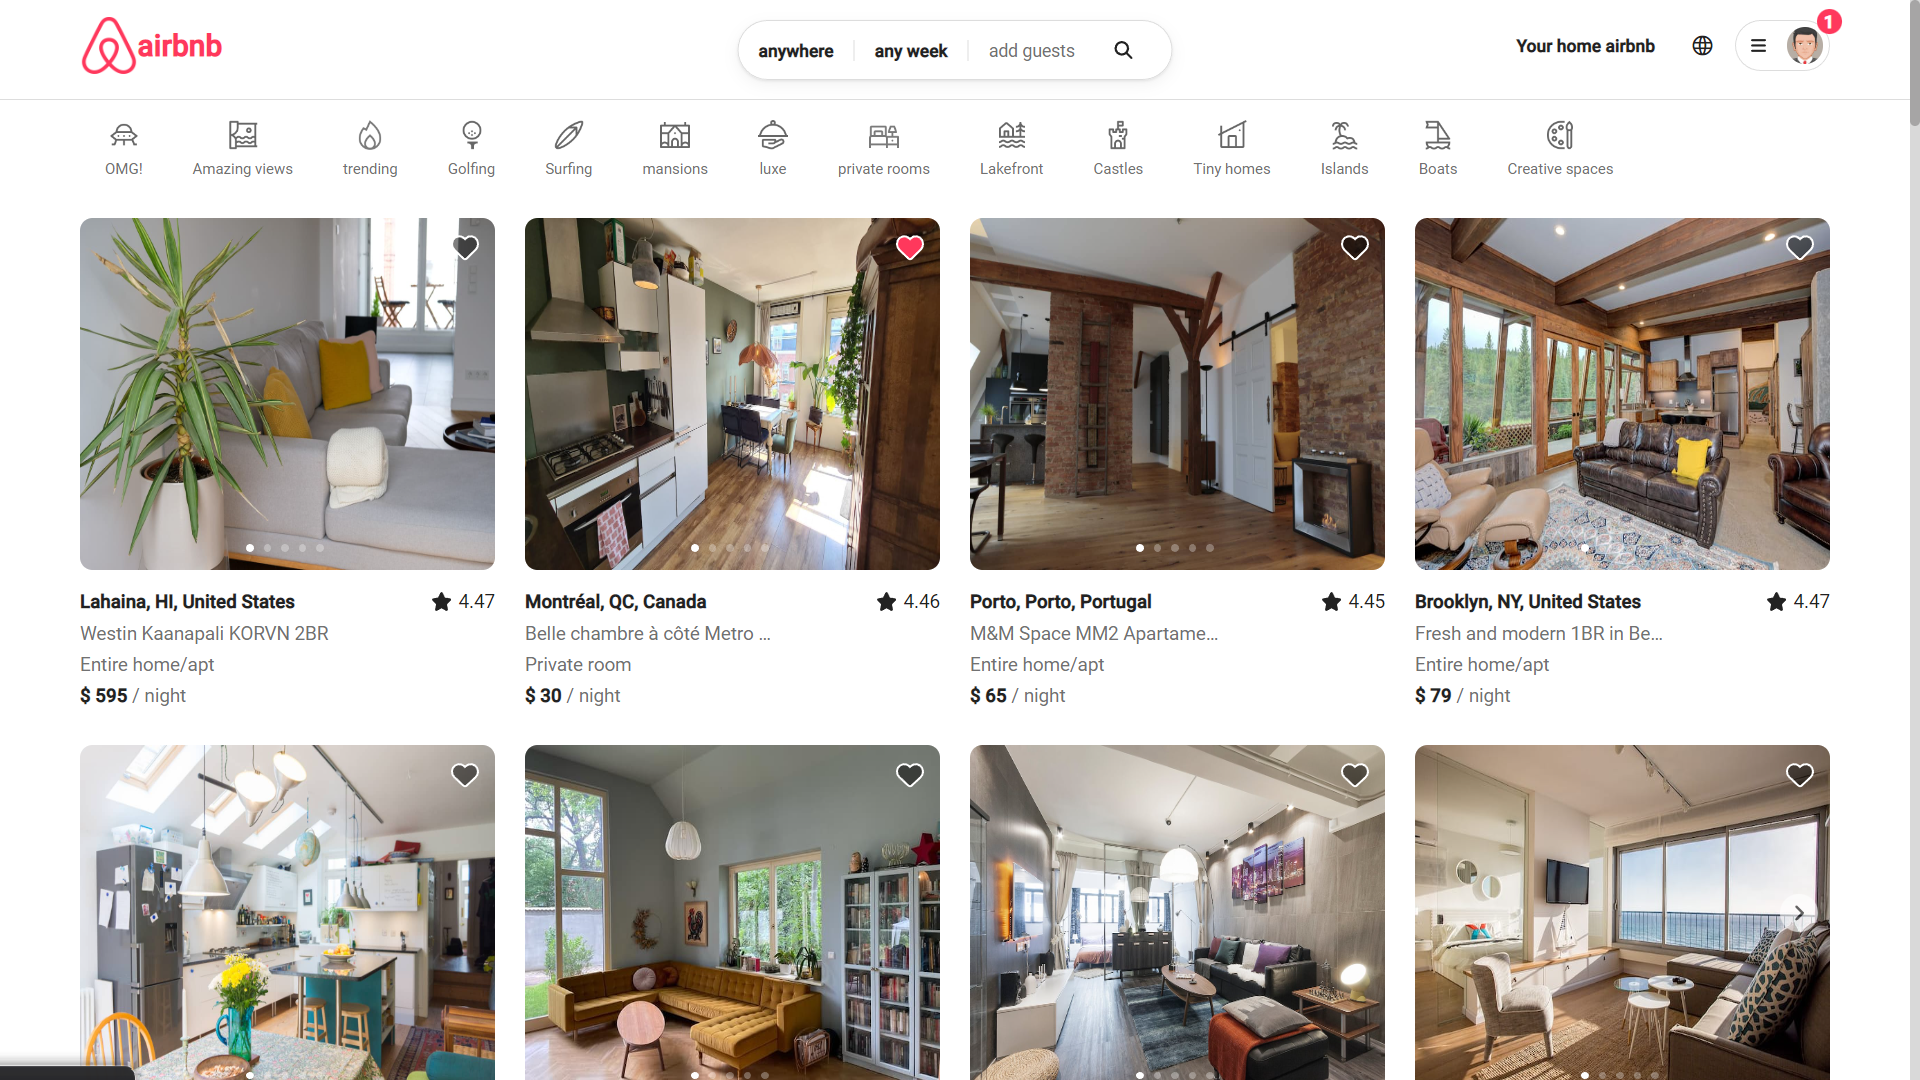 airbnb
anywhere
any week
add guests
Your home airbnb
1
OMG!
Amazing views
trending
Golfing
Surfing
mansions
luxe
private rooms
Lakefront
Castles
Tiny homes
Islands
Boats
Creative spaces
Lahaina, HI, United States
4.47
Westin Kaanapali KORVN 2BR
Entire home/apt
$ 595 / night
Montréal, QC, Canada
4.46
Belle chambre à côté Metro ...
Private room
$ 30 / night
Porto, Porto, Portugal
4.45
M&M Space MM2 Apartame...
Entire home/apt
$ 65 / night
Brooklyn, NY, United States
4.47
Fresh and modern 1BR in Be...
Entire home/apt
$ 79 / night